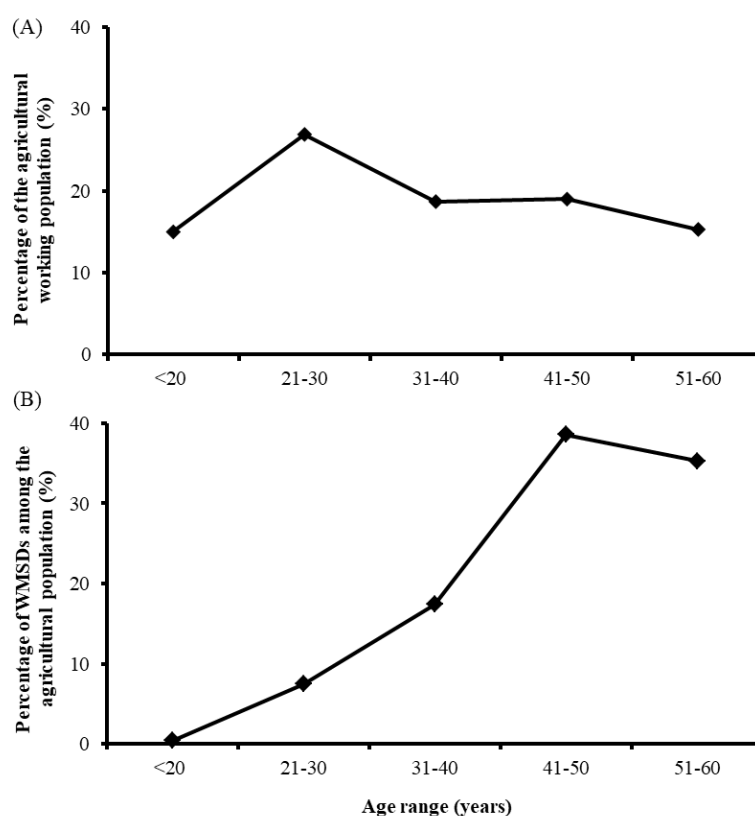 (A)
Percentage of the agricultural
working population (%)
40
30
20
10
0
<20 21-30 31-40 41-50 51-60
(B)
Percentage of WMSDs among the
agricultural population (%)
40
30
20
10
0
<20 21-30 31-40 41-50 51-60
Age range (years)